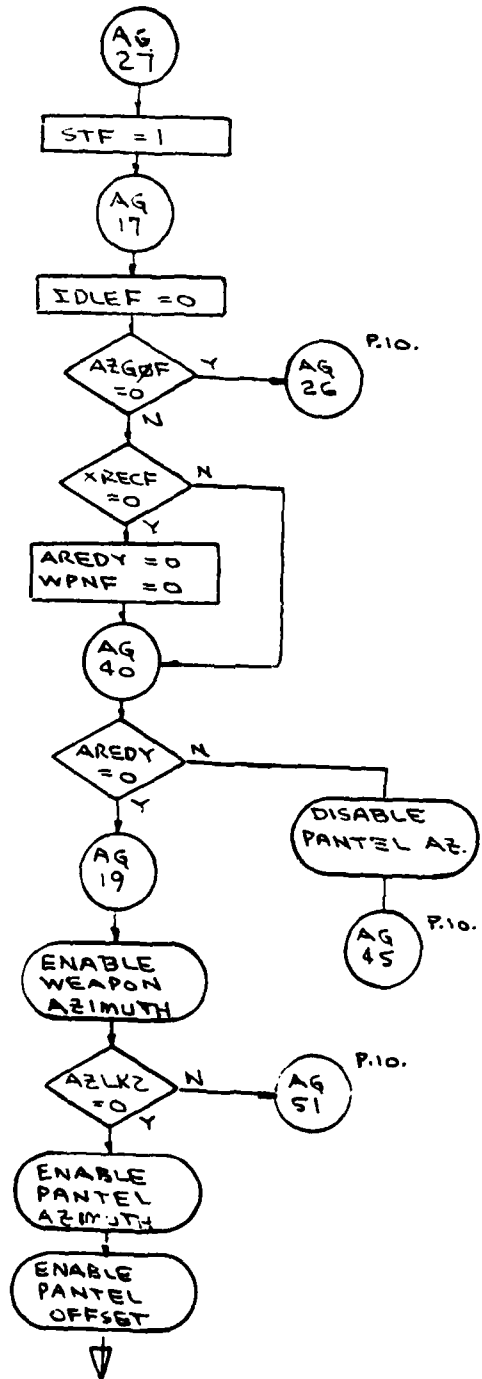 AG
27
STF = 1
AG
17
IDLEF = 0
AZGØF
=0
Y
P.10.
AG
26
N
XRECF
=0
N
Y
AREDY = 0
WPNF = 0
AG
40
AREDY
= 0
N
Y
DISABLE
PANTEL AZ.
AG
19
P.10.
AG
45
ENABLE
WEAPON
AZIMUTH
AZLKZ
=0
N
P.10.
AG
51
Y
ENABLE
PANTEL
AZIMUTH
ENABLE
PANTEL
OFFSET